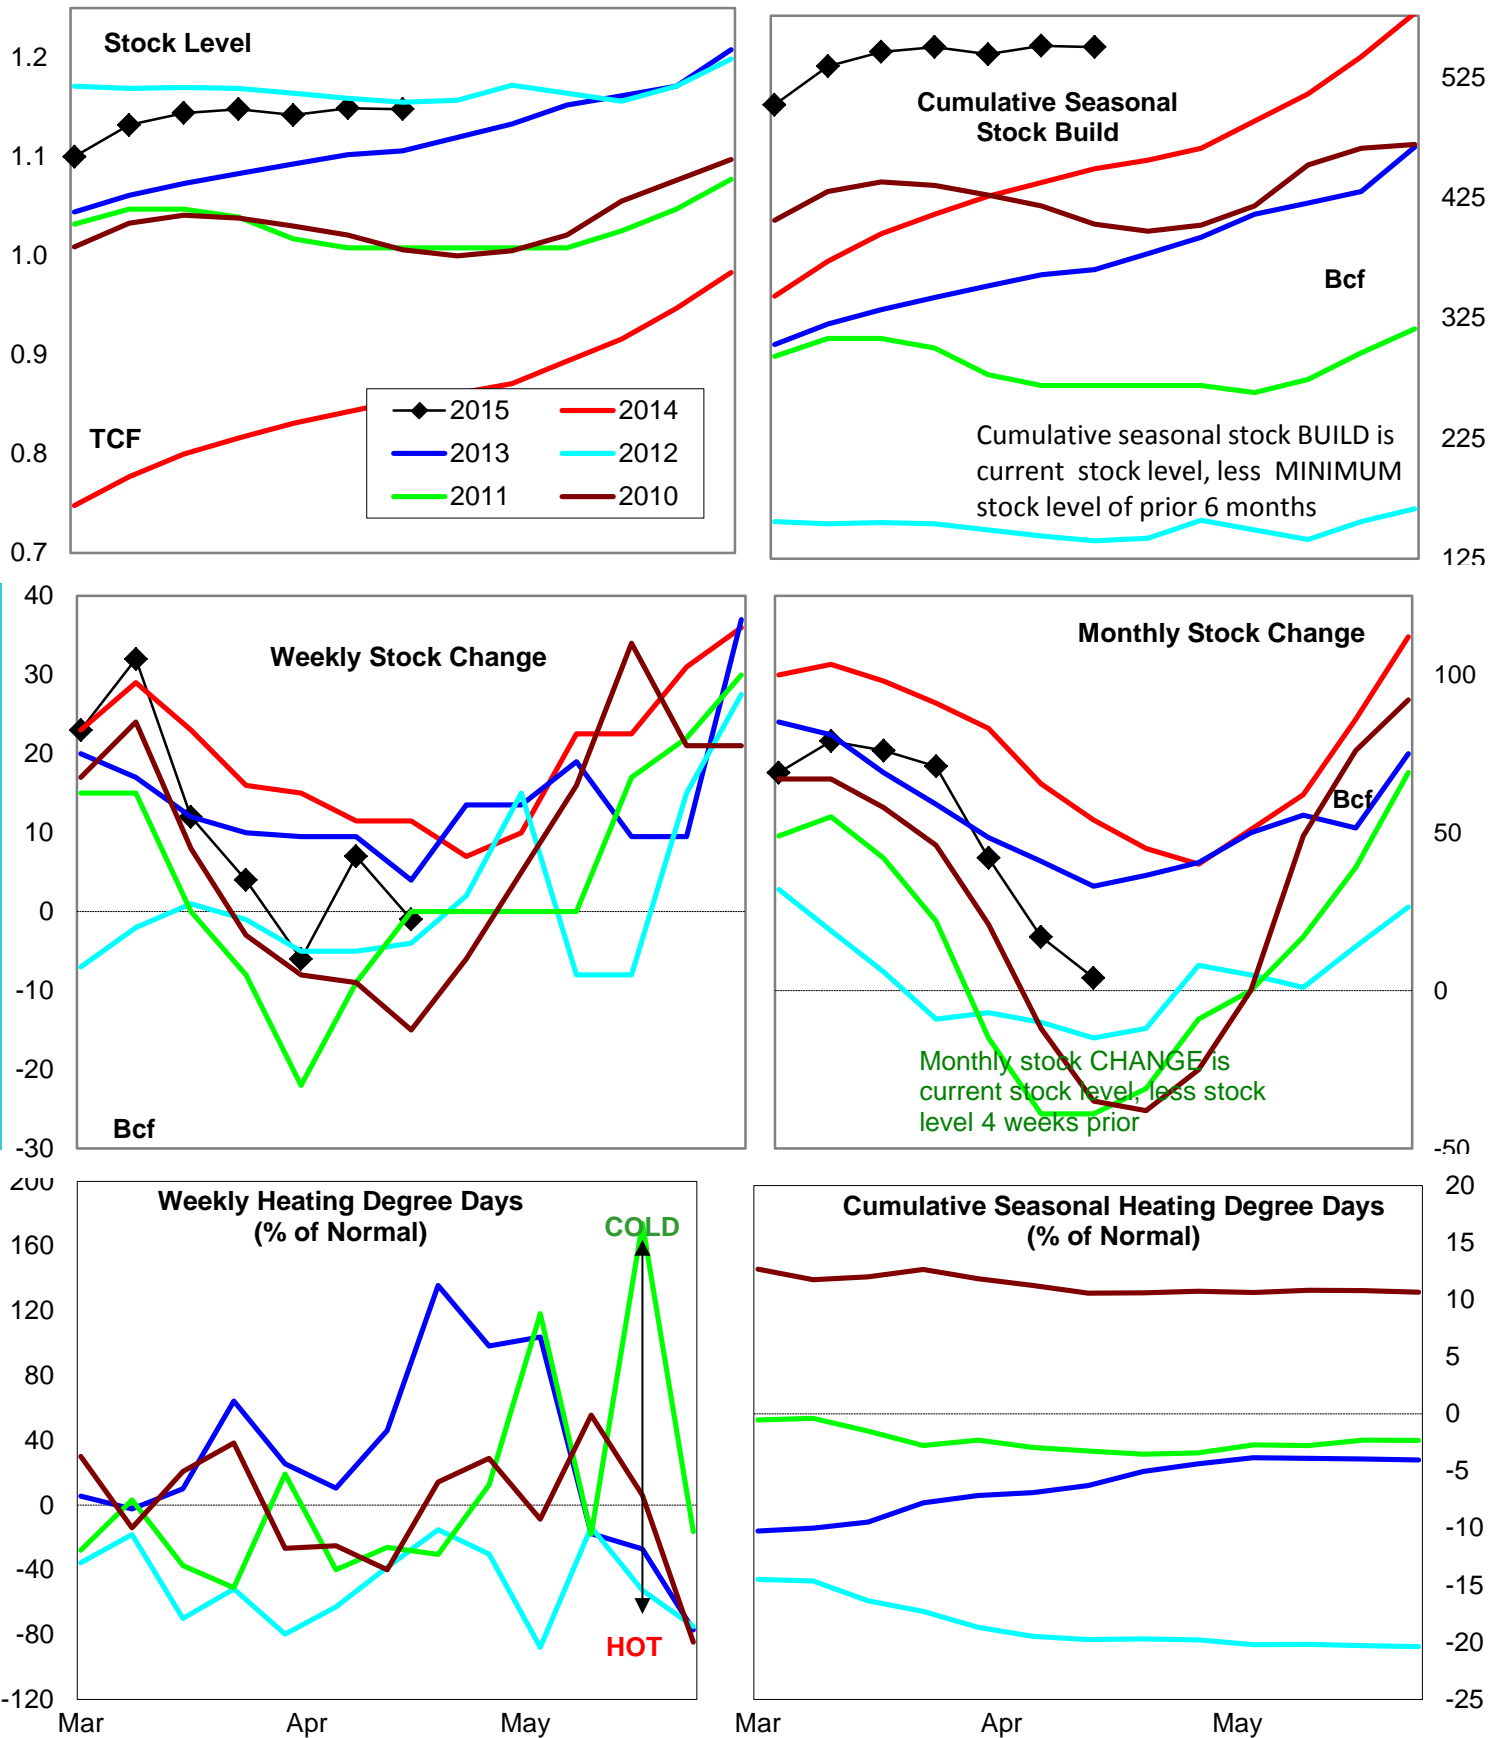 Stock Level
1.2
1.1
1.0
0.9
0.8
0.7
TCF
2015
2014
2013
2012
2011
2010
Cumulative Seasonal
Stock Build
525
425
325
225
125
Bcf
Cumulative seasonal stock BUILD is
current stock level, less MINIMUM
stock level of prior 6 months
Weekly Stock Change
40
30
20
10
0
-10
-20
-30
Bcf
Monthly Stock Change
100
50
0
-50
Bcf
Monthly stock CHANGE is
current stock level, less stock
level 4 weeks prior
Weekly Heating Degree Days
(% of Normal)
200
160
120
80
40
0
-40
-80
-120
COLD
HOT
Mar
Apr
May
Cumulative Seasonal Heating Degree Days
(% of Normal)
20
15
10
5
0
-5
-10
-15
-20
-25
Mar
Apr
May